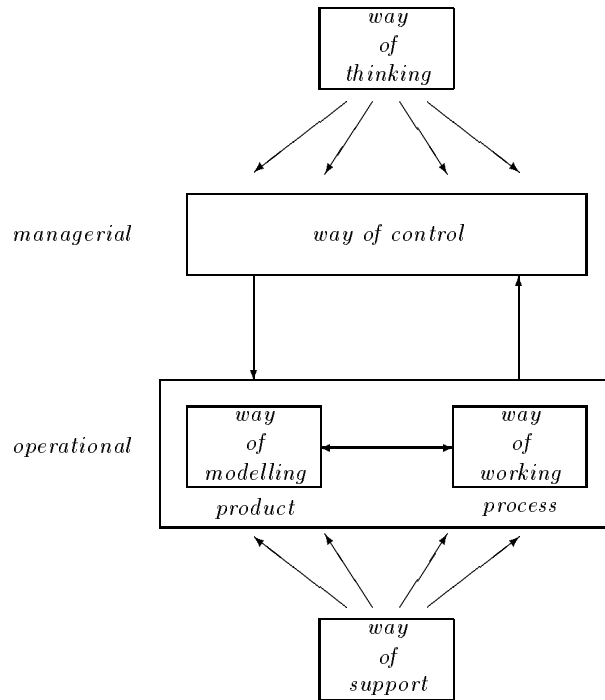 way
of
thinking
managerial
way of control
operational
way
of
modelling
product
way
of
working
process
way
of
support